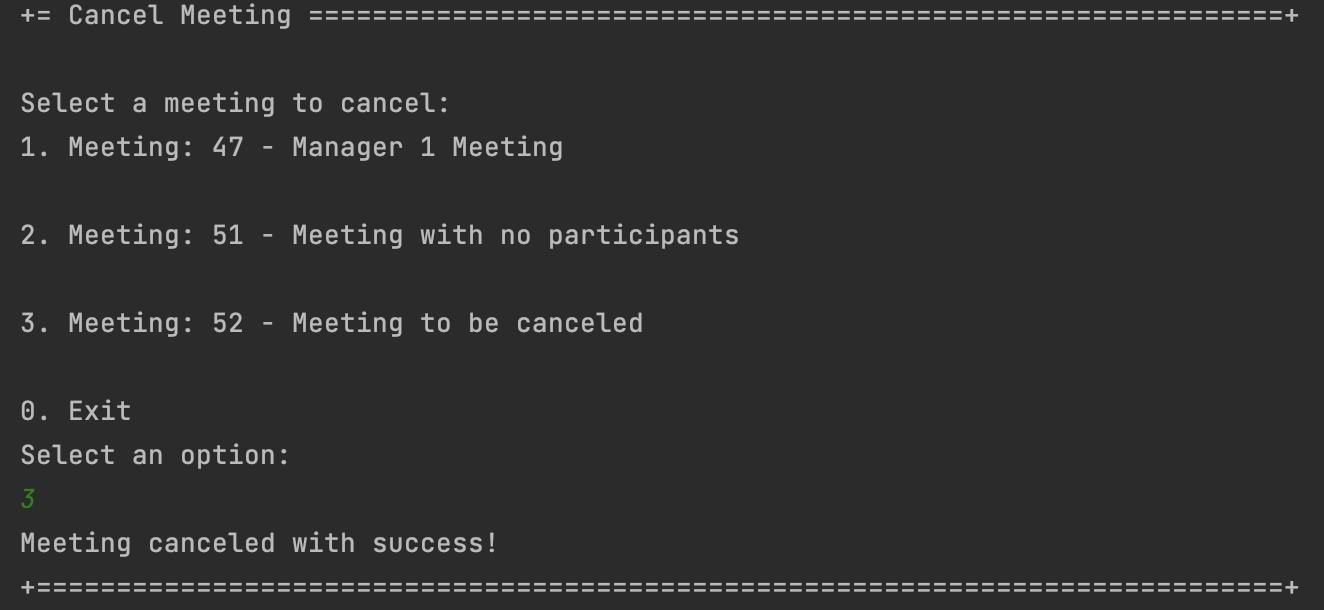 += Cancel Meeting =============================================================+
Select a meeting to cancel:
1. Meeting: 47 - Manager 1 Meeting
2. Meeting: 51 - Meeting with no participants
3. Meeting: 52 - Meeting to be canceled
0. Exit
Select an option:
3
Meeting canceled with success!
+==============================================================================+